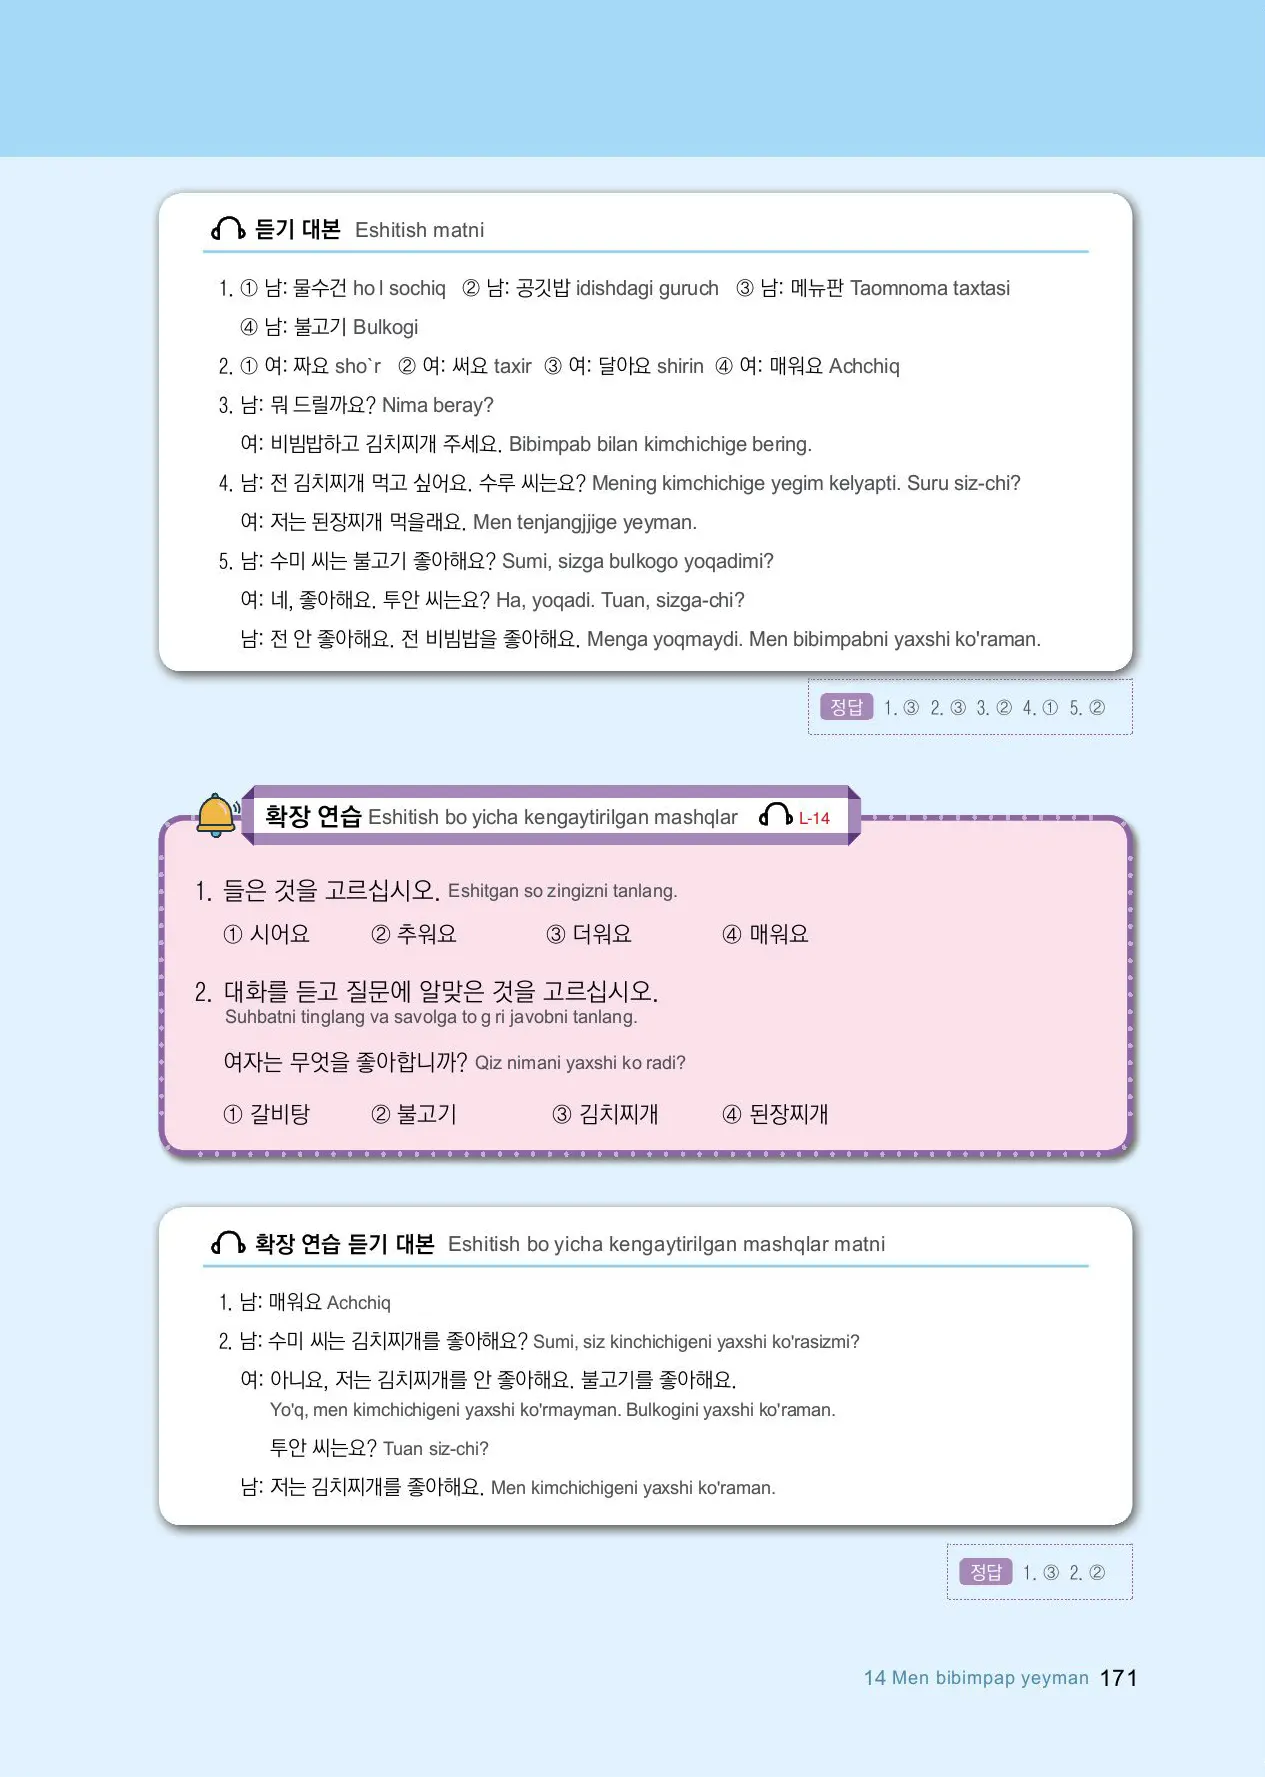 듣기 대본 Eshitish matni
1. ① 남: 물수건 ho l sochiq ② 남: 공깃밥 idishdagi guruch ③ 남: 메뉴판 Taomnoma taxtasi
④ 남: 불고기 Bulkogi
2. ① 여: 짜요 sho`r ② 여: 써요 taxir ③ 여: 달아요 shirin ④ 여: 매워요 Achchiq
3. 남: 뭐 드릴까요? Nima beray?
여: 비빔밥하고 김치찌개 주세요. Bibimpab bilan kimchichige bering.
4. 남: 전 김치찌개 먹고 싶어요. 수루 씨는요? Mening kimchichige yegim kelyapti. Suru siz-chi?
여: 저는 된장찌개 먹을래요. Men tenjangjjige yeyman.
5. 남: 수미 씨는 불고기 좋아해요? Sumi, sizga bulkogo yoqadimi?
여: 네, 좋아해요. 투안 씨는요? Ha, yoqadi. Tuan, sizga-chi?
남: 전 안 좋아해요. 전 비빔밥을 좋아해요. Menga yoqmaydi. Men bibimpabni yaxshi ko'raman.
정답 1. ③ 2. ③ 3. ② 4. ① 5. ②
확장 연습 Eshitish bo yicha kengaytirilgan mashqlar L-14
1. 들은 것을 고르십시오. Eshitgan so zingizni tanlang.
① 시어요 ② 추워요 ③ 더워요 ④ 매워요
2. 대화를 듣고 질문에 알맞은 것을 고르십시오.
Suhbatni tinglang va savolga to g ri javobni tanlang.
여자는 무엇을 좋아합니까? Qiz nimani yaxshi ko radi?
① 갈비탕 ② 불고기 ③ 김치찌개 ④ 된장찌개
확장 연습 듣기 대본 Eshitish bo yicha kengaytirilgan mashqlar matni
1. 남: 매워요 Achchiq
2. 남: 수미 씨는 김치찌개를 좋아해요? Sumi, siz kinchichigeni yaxshi ko'rasizmi?
여: 아니요, 저는 김치찌개를 안 좋아해요. 불고기를 좋아해요.
Yo'q, men kimchichigeni yaxshi ko'rmayman. Bulkogini yaxshi ko'raman.
투안 씨는요? Tuan siz-chi?
남: 저는 김치찌개를 좋아해요. Men kimchichigeni yaxshi ko'raman.
정답 1. ③ 2. ②
14 Men bibimpap yeyman 171